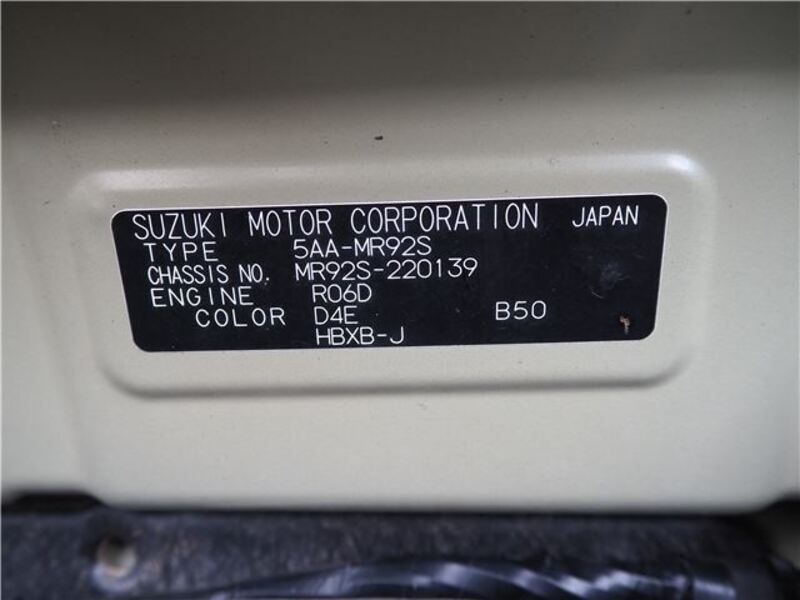 SUZUKI MOTOR CORPORATION JAPAN
TYPE 5AA-MR92S
CHASSIS NO. MR92S-220139
ENGINE R06D
COLOR D4E B50
HBXB-J